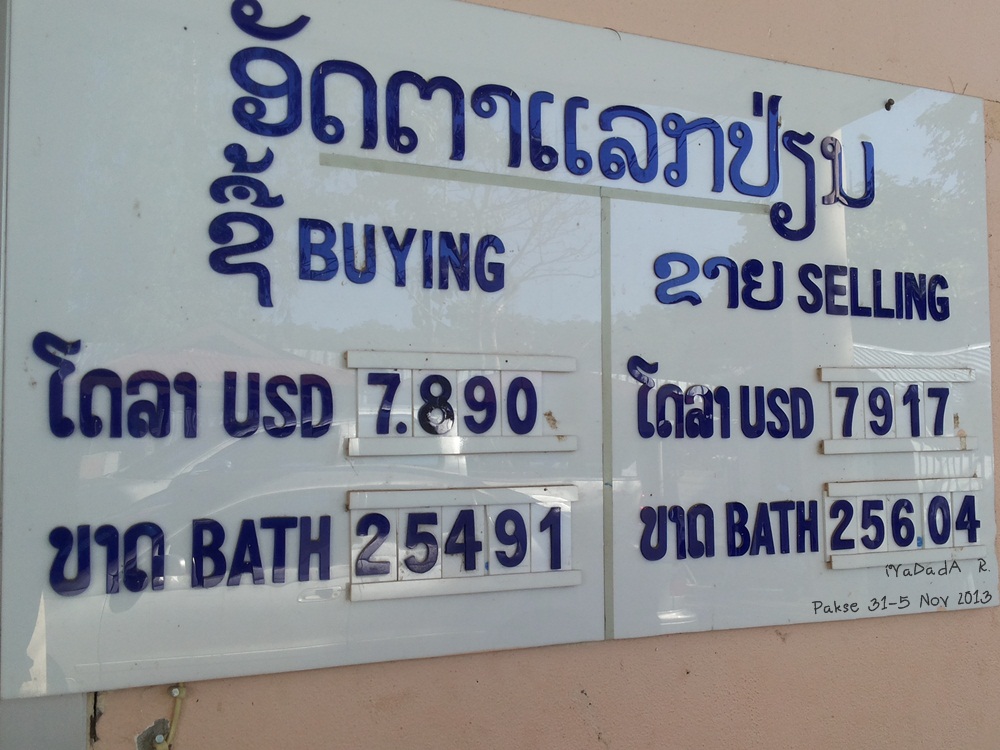 ອັດຕາແລກປ່ຽນ
ຊື້ BUYING
ຂາຍ SELLING
ໂດລາ USD 7.890
ໂດລາ USD 7917
ບາດ BATH 25491
ບາດ BATH 256.04
iYaDadA R.
Pakse 31-5 Nov 2013